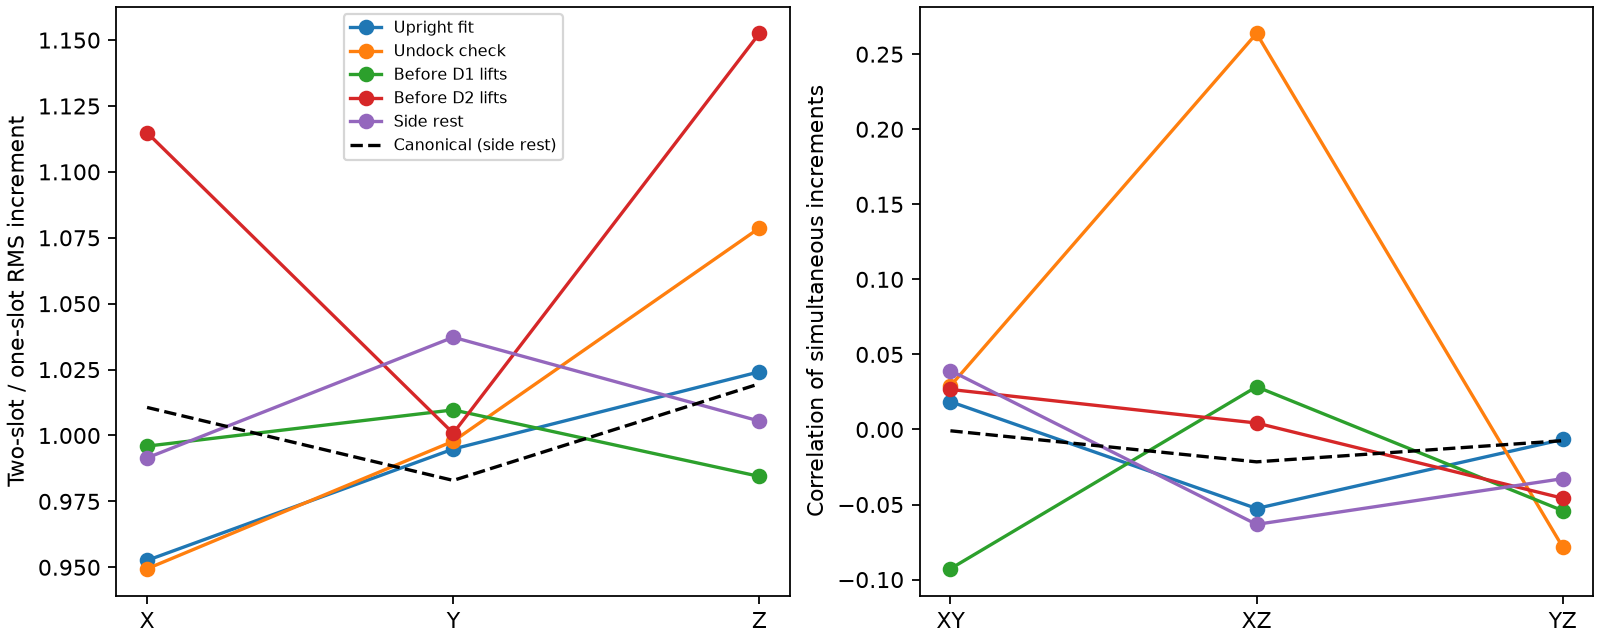 Two-slot / one-slot RMS increment
1.150
1.125
1.100
1.075
1.050
1.025
1.000
0.975
0.950
X
Y
Z
Upright fit
Undock check
Before D1 lifts
Before D2 lifts
Side rest
Canonical (side rest)
Correlation of simultaneous increments
0.25
0.20
0.15
0.10
0.05
0.00
−0.05
−0.10
XY
XZ
YZ